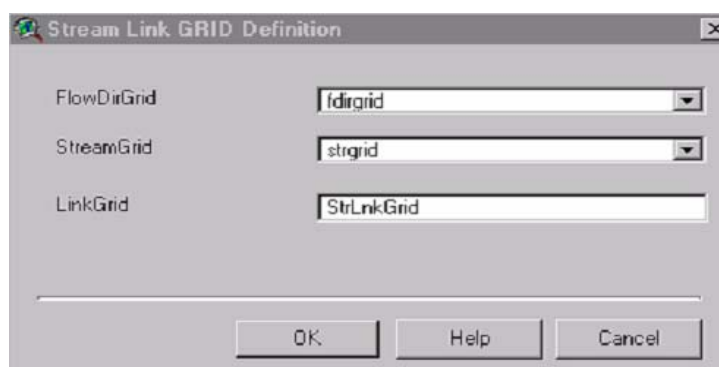 Stream Link GRID Definition
FlowDirGrid fdirgrid
StreamGrid strgrid
LinkGrid StrLnkGrid
OK Help Cancel